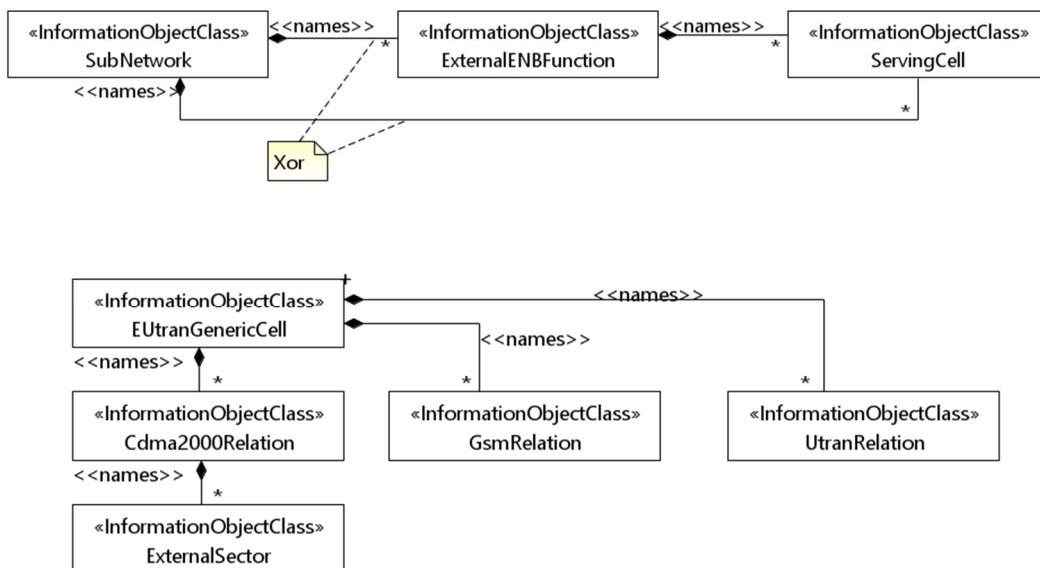 «InformationObjectClass»
SubNetwork
<<names>>
*
«InformationObjectClass»
ExternalENBFunction
<<names>>
*
«InformationObjectClass»
ServingCell
<<names>>
*
Xor
«InformationObjectClass»
EUtranGenericCell
<<names>>
<<names>>
<<names>>
*
*
*
«InformationObjectClass»
Cdma2000Relation
«InformationObjectClass»
GsmRelation
«InformationObjectClass»
UtranRelation
<<names>>
*
«InformationObjectClass»
ExternalSector